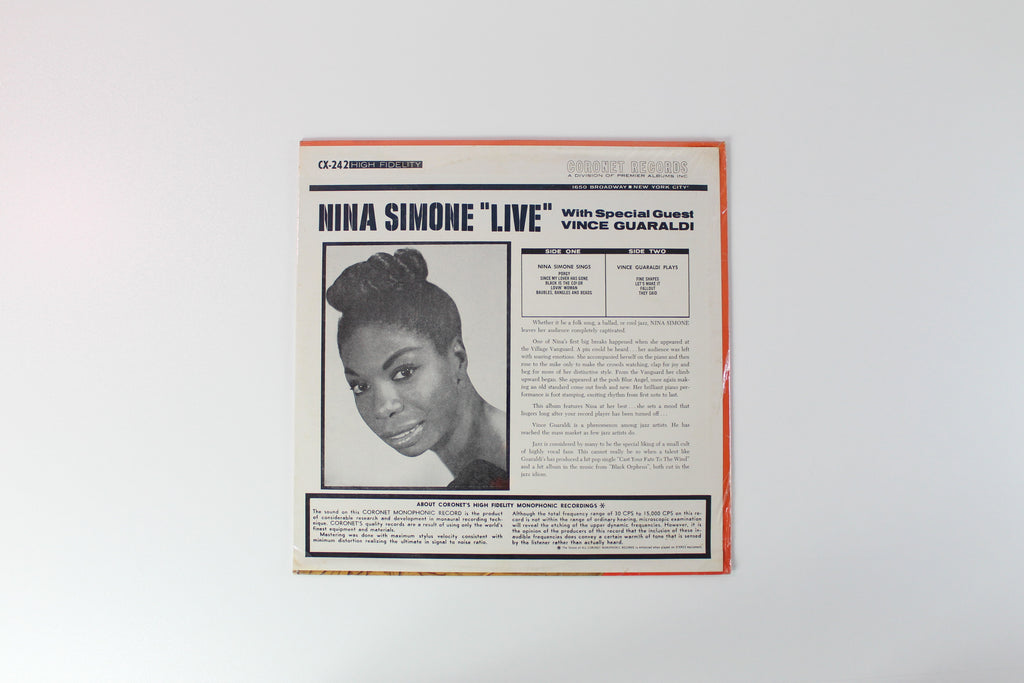 CX-242 HIGH FIDELITY
CORONET RECORDS
A DIVISION OF PREMIER ALBUMS INC
1650 BROADWAY ■ NEW YORK CITY
NINA SIMONE "LIVE"
With Special Guest
VINCE GUARALDI
SIDE ONE
NINA SIMONE SINGS
PORGY
SINCE MY LOVER HAS GONE
BLACK IS THE COLOR
LOVIN' WOMAN
BAUBLES, BANGLES AND BEADS
SIDE TWO
VINCE GUARALDI PLAYS
FINE SHAPES
LET'S MAKE IT
FALLOUT
THEY SAID
Whether it be a folk song, a ballad, or cool jazz, NINA SIMONE
leaves her audience completely captivated.
One of Nina's first big breaks happened when she appeared at
the Village Vanguard. A pin could be heard . . . her audience was left
with soaring emotions. She accompanied herself on the piano and then
rose to the mike only to make the crowds watching, clap for joy and
beg for more of her distinctive style. From the Vanguard her climb
upward began. She appeared at the posh Blue Angel, once again mak-
ing an old standard come out fresh and new. Her brilliant piano per-
formance is foot stamping, exciting rhythm from first note to last.
This album features Nina at her best . . . she sets a mood that
lingers long after your record player has been turned off . . .
Vince Guaraldi is a phenomenon among jazz artists. He has
reached the mass market as few jazz artists do.
Jazz is considered by many to be the special liking of a small cult
of highly vocal fans. This cannot really be so when a talent like
Guaraldi's has produced a hit pop single "Cast Your Fate To The Wind"
and a hit album in the music from "Black Orpheus", both cut in the
jazz idiom.
ABOUT CORONET'S HIGH FIDELITY MONOPHONIC RECORDINGS ✳
The sound on this CORONET MONOPHONIC RECORD is the product
of considerable research and development in monaural recording tech-
nique. CORONET'S quality records are a result of using only the world's
finest equipment and materials.
Mastering was done with maximum stylus velocity consistent with
minimum distortion realizing the ultimate in signal to noise ratio.
Although the total frequency range of 30 CPS to 15,000 CPS on this re-
cord is not within the range of ordinary hearing, microscopic examination
will reveal the etching of the upper dynamic frequencies. However, it is
the opinion of the producers of this record that the inclusion of these in-
audible frequencies does convey a certain warmth of tone that is sensed
by the listener rather than actually heard.
✳ The Sound of ALL CORONET MONOPHONIC RECORDS is enhanced when played on STEREO equipment.